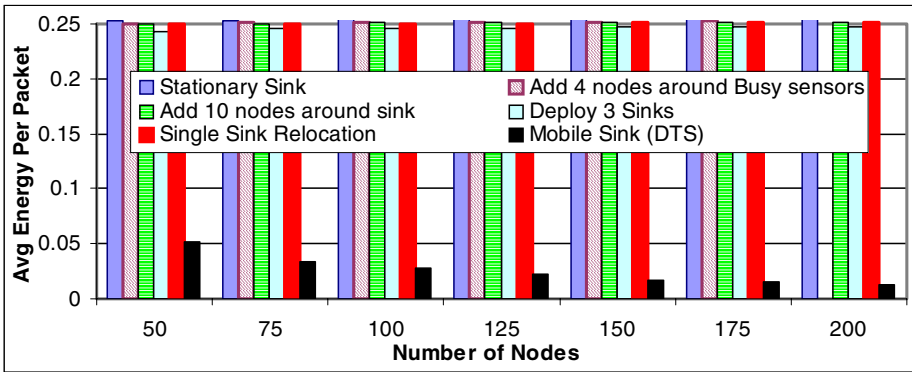 0.25
0.2
0.15
0.1
0.05
0
Avg Energy Per Packet
Stationary Sink
Add 4 nodes around Busy sensors
Add 10 nodes around sink
Deploy 3 Sinks
Single Sink Relocation
Mobile Sink (DTS)
50 75 100 125 150 175 200
Number of Nodes